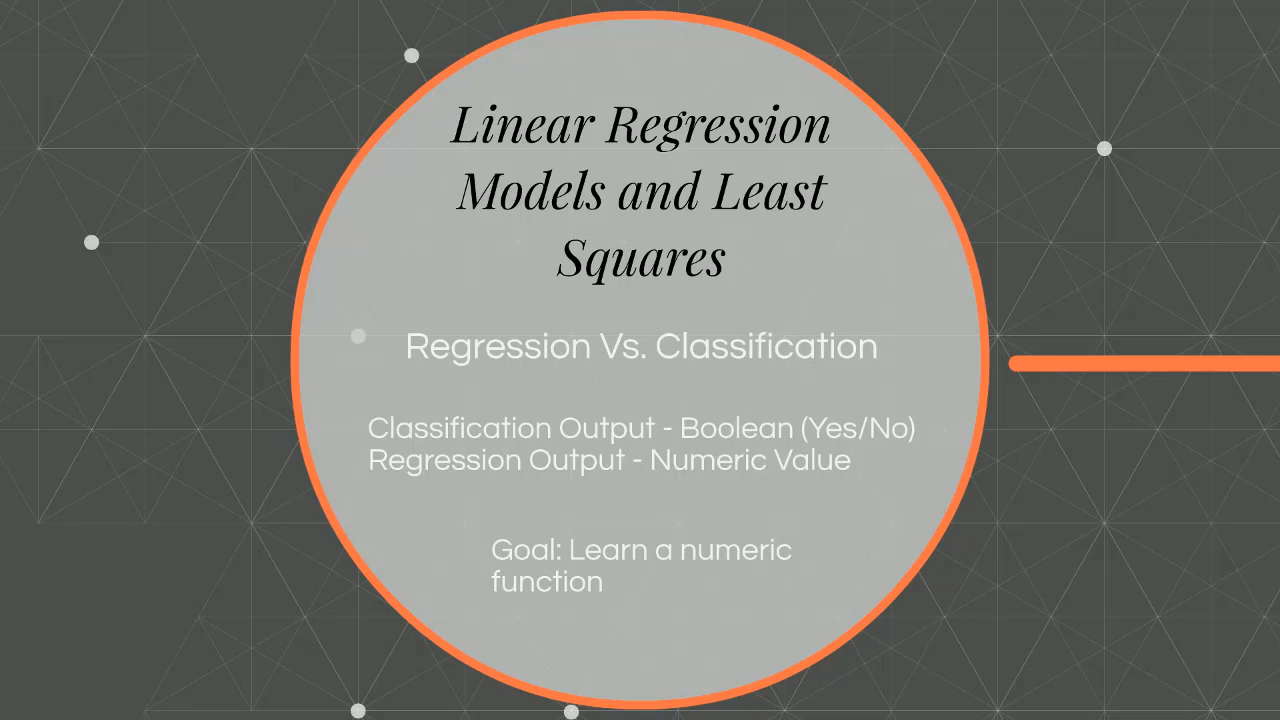 Linear Regression
Models and Least
Squares
Regression Vs. Classification
Classification Output - Boolean (Yes/No)
Regression Output - Numeric Value
Goal: Learn a numeric
function